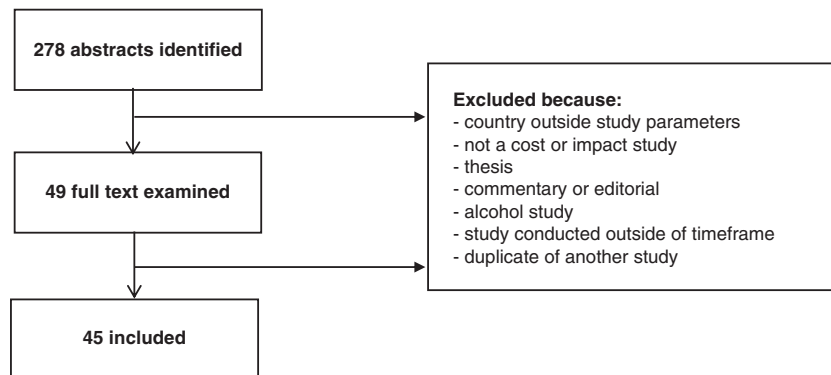 278 abstracts identified
Excluded because:
- country outside study parameters
- not a cost or impact study
- thesis
- commentary or editorial
- alcohol study
- study conducted outside of timeframe
- duplicate of another study
49 full text examined
45 included